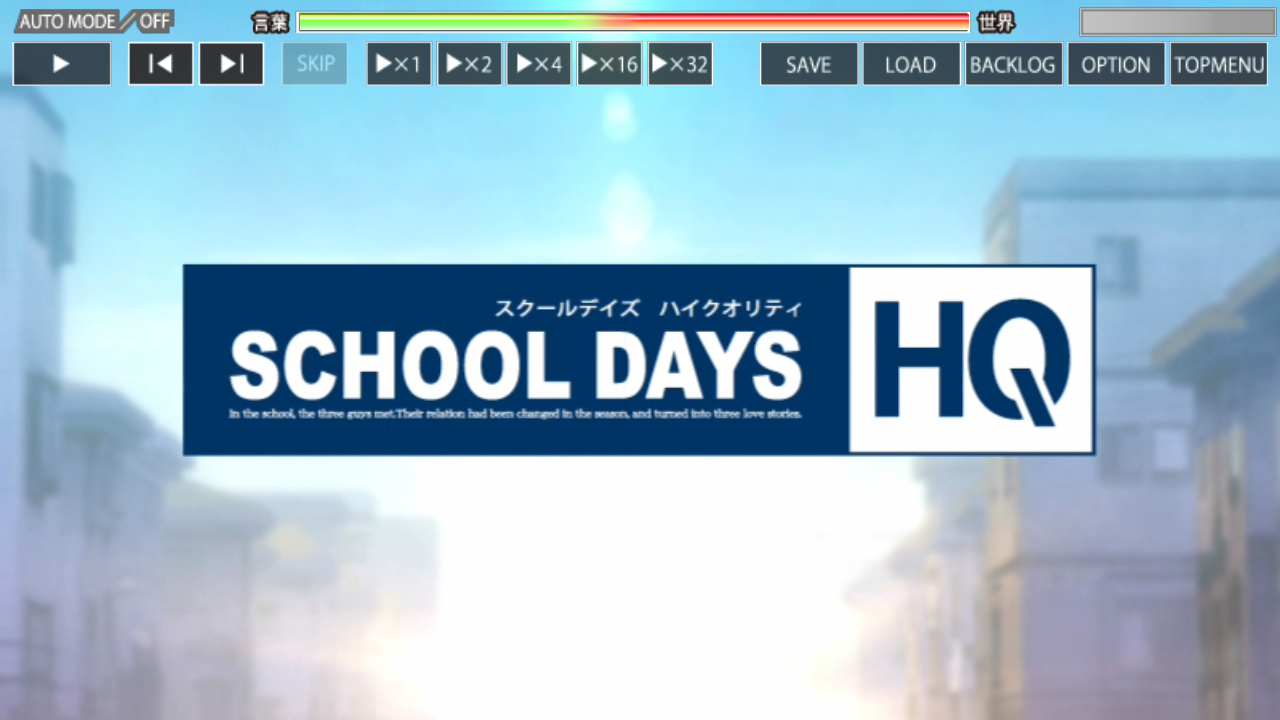 AUTO MODE／OFF 言葉 世界
▶ |◀ ▶| SKIP ▶×1 ▶×2 ▶×4 ▶×16 ▶×32 SAVE LOAD BACKLOG OPTION TOPMENU
スクールデイズ　ハイクオリティ
SCHOOL DAYS HQ
In the school, the three guys met.Their relation had been changed in the season, and turned into three love stories.